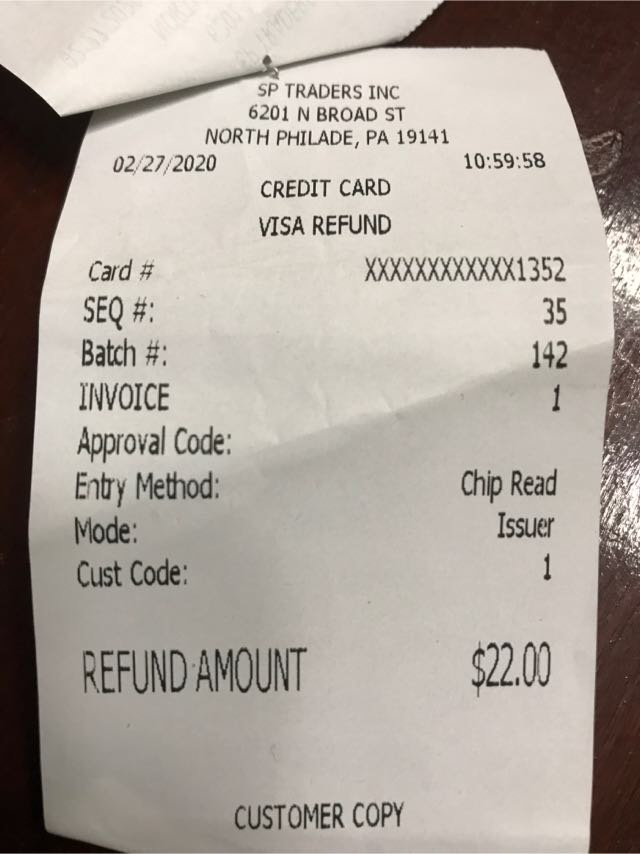 SP TRADERS INC
6201 N BROAD ST
NORTH PHILADE, PA 19141
02/27/2020 10:59:58
CREDIT CARD
VISA REFUND
Card # XXXXXXXXXXXX1352
SEQ #: 35
Batch #: 142
INVOICE 1
Approval Code:
Entry Method: Chip Read
Mode: Issuer
Cust Code: 1
REFUND AMOUNT $22.00
CUSTOMER COPY